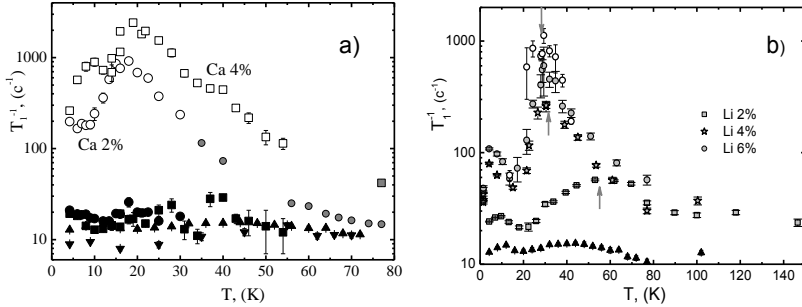 a)
1000
100
10
T₁⁻¹, (c⁻¹)
Ca 4%
Ca 2%
0 10 20 30 40 50 60 70 80
T, (K)
b)
1000
100
10
T₁⁻¹, (c⁻¹)
Li 2%
Li 4%
Li 6%
0 20 40 60 80 100 120 140
T, (K)